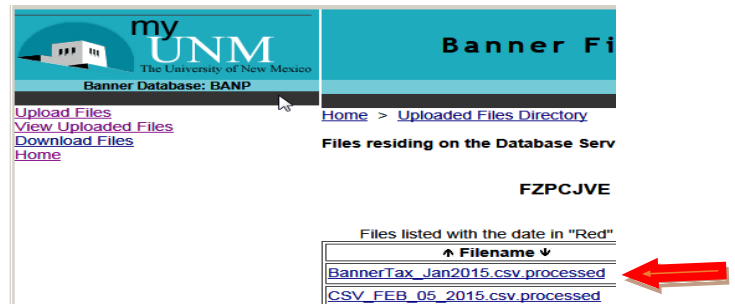 my
UNM
The University of New Mexico
Banner Database: BANP
Banner Fi
Upload Files
View Uploaded Files
Download Files
Home
Home > Uploaded Files Directory
Files residing on the Database Serv
FZPCJVE
Files listed with the date in "Red"
↑ Filename ↓
BannerTax_Jan2015.csv.processed
CSV_FEB_05_2015.csv.processed